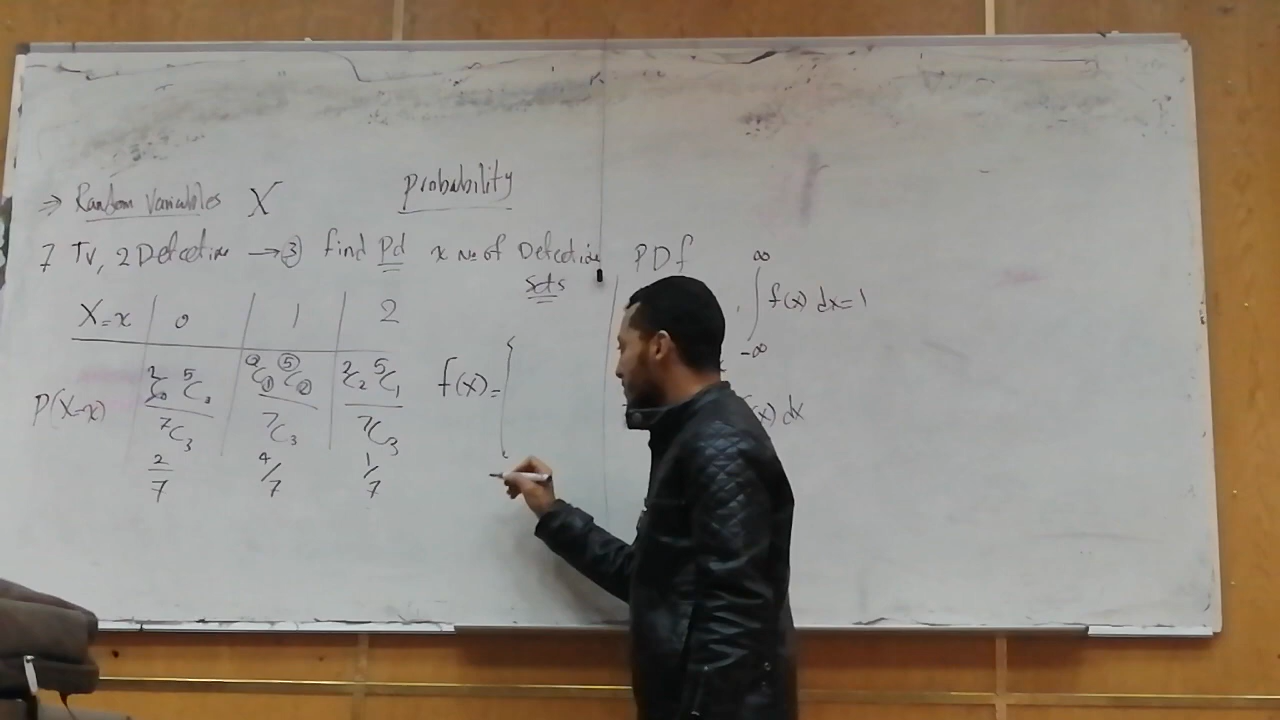 Probability
⇒ Random Variables X
7 Tv, 2 Defective → ③ find Pd x No of Defective sets
X=x 0 1 2
P(X=x) ²C₀ ⁵C₃ / ⁷C₃ ²C₁ ⁵C₂ / ⁷C₃ ²C₂ ⁵C₁ / ⁷C₃
2/7 4/7 1/7
f(x)= {
PDf
∫ f(x) dx = 1
∞
-∞
(x) dx